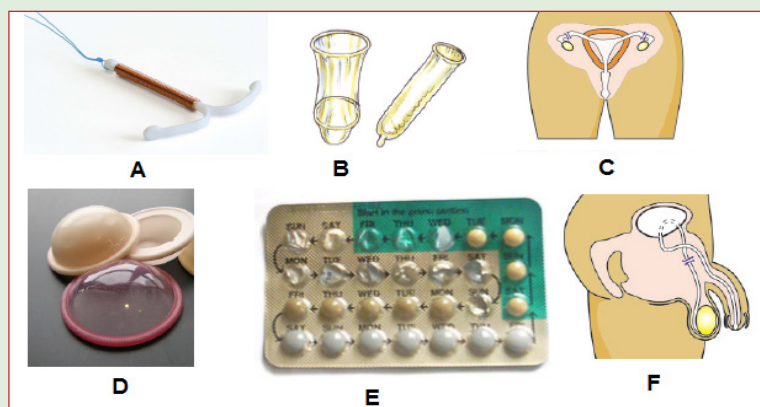 A
B
C
Start in the green section
SUN SAT FRI THU WED TUE MON
MON TUE WED THU FRI SAT SUN
FRI THU WED TUE MON SUN SAT
SAT SUN MON TUE WED THU
D
E
F